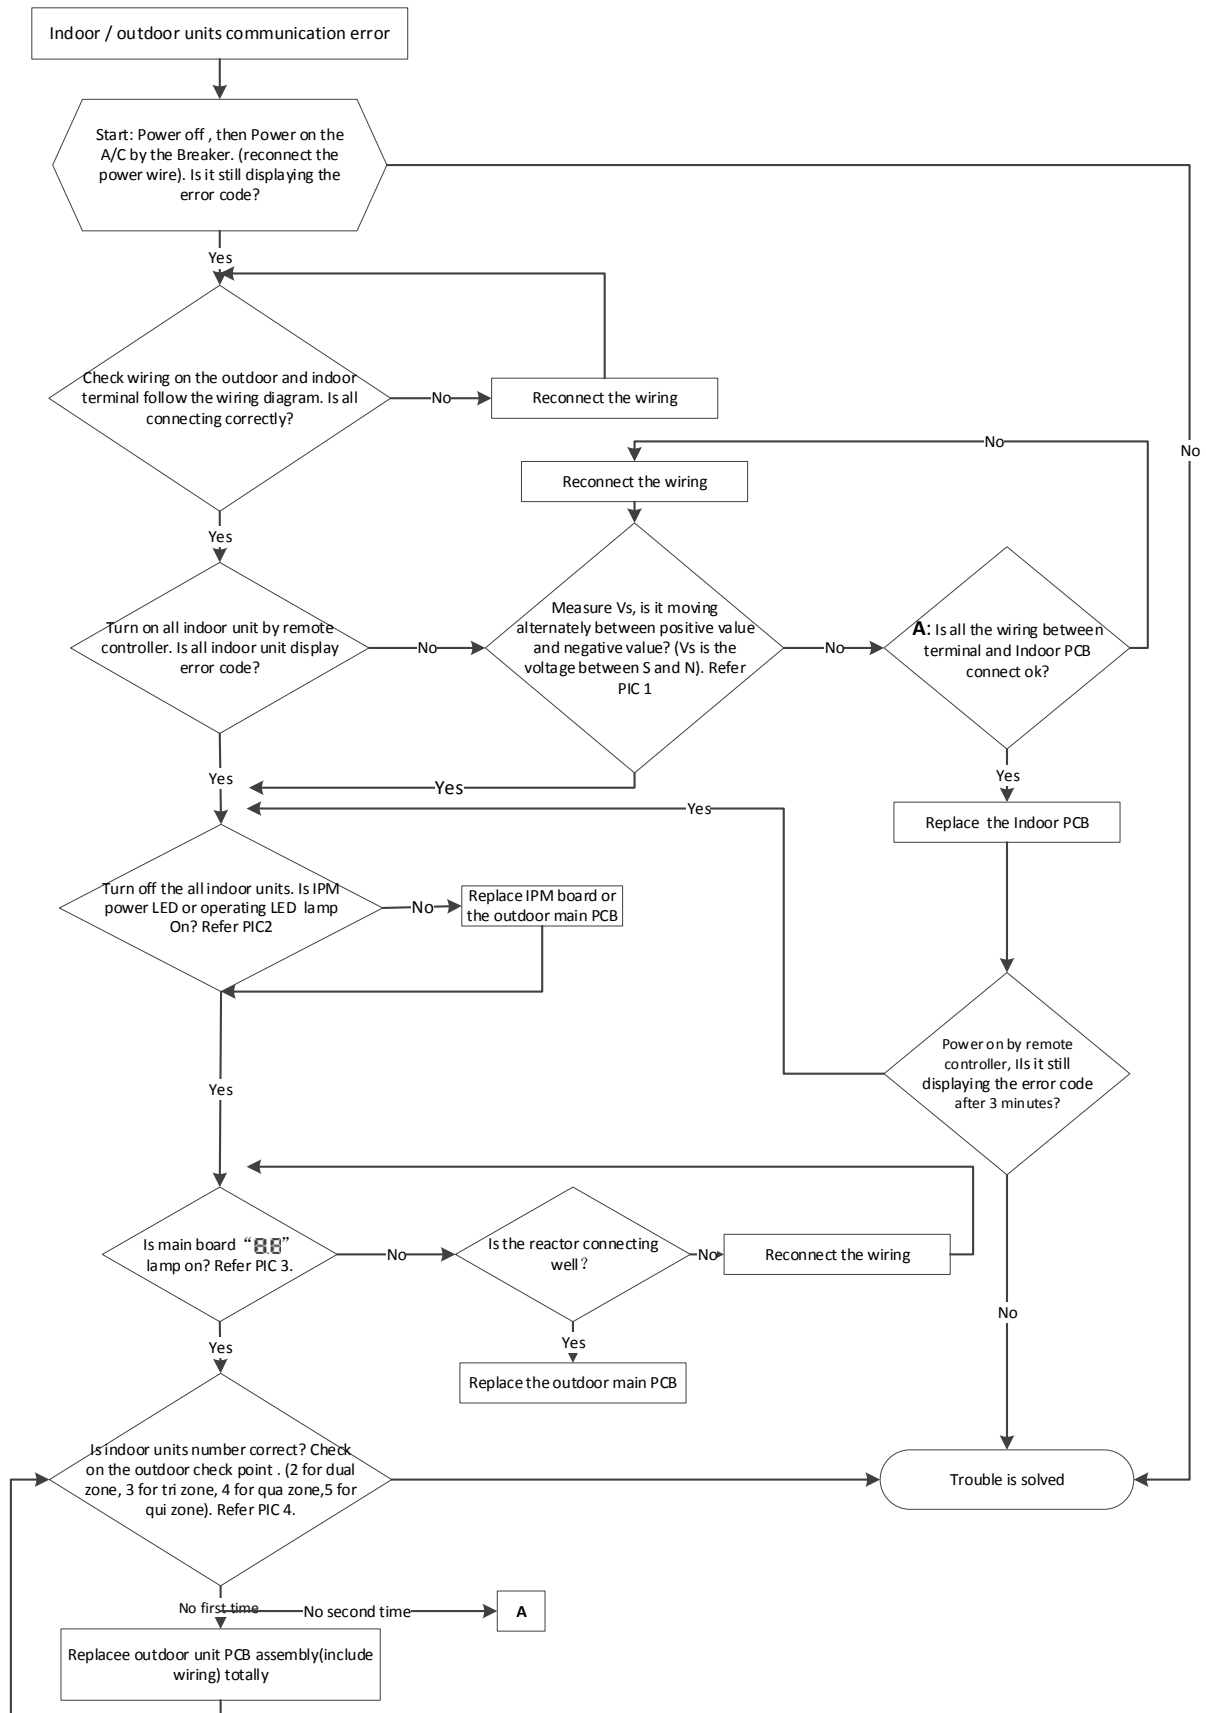 Indoor / outdoor units communication error
Start: Power off , then Power on the
A/C by the Breaker. (reconnect the
power wire). Is it still displaying the
error code?
Yes
Check wiring on the outdoor and indoor
terminal follow the wiring diagram. Is all
connecting correctly?
No
Reconnect the wiring
No
No
Reconnect the wiring
Yes
Turn on all indoor unit by remote
controller. Is all indoor unit display
error code?
No
Measure Vs, is it moving
alternately between positive value
and negative value? (Vs is the
voltage between S and N). Refer
PIC 1
No
A: Is all the wiring between
terminal and Indoor PCB
connect ok?
Yes
Yes
Yes
Yes
Replace the Indoor PCB
Turn off the all indoor units. Is IPM
power LED or operating LED lamp
On? Refer PIC2
No
Replace IPM board or
the outdoor main PCB
Power on by remote
controller, IIs it still
displaying the error code
after 3 minutes?
Yes
Is main board “8.8”
lamp on? Refer PIC 3.
No
Is the reactor connecting
well?
No
Reconnect the wiring
No
Yes
Yes
Replace the outdoor main PCB
Is indoor units number correct? Check
on the outdoor check point . (2 for dual
zone, 3 for tri zone, 4 for qua zone,5 for
qui zone). Refer PIC 4.
Trouble is solved
No first time
No second time
A
Replacee outdoor unit PCB assembly(include
wiring) totally